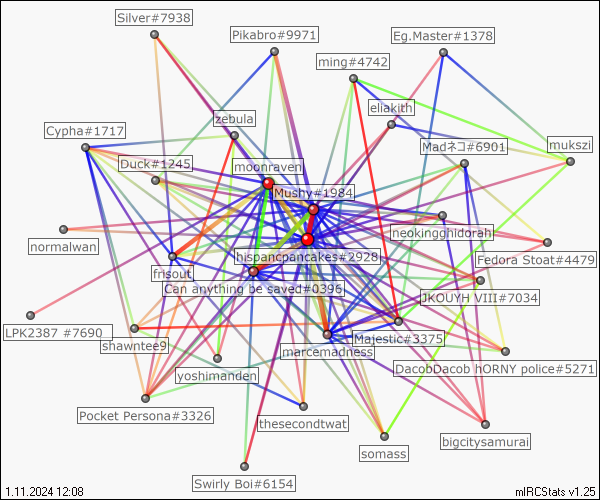 Silver#7938
Pikabro#9971
Eg.Master#1378
ming#4742
eliakith
zebula
Cypha#1717
Madネコ#6901
mukszi
Duck#1245
moonraven
Mushy#1984
normalwan
neokingghidorah
hispancpancakes#2928
Fedora Stoat#4479
frisout
Can anything be saved#0396
JKOUYH VIII#7034
LPK2387 #7690
shawntee9
marcemadness
Majestic#3375
yoshimanden
DacobDacob hORNY police#5271
Pocket Persona#3326
thesecondtwat
bigcitysamurai
somass
Swirly Boi#6154
1.11.2024 12:08
mIRCStats v1.25